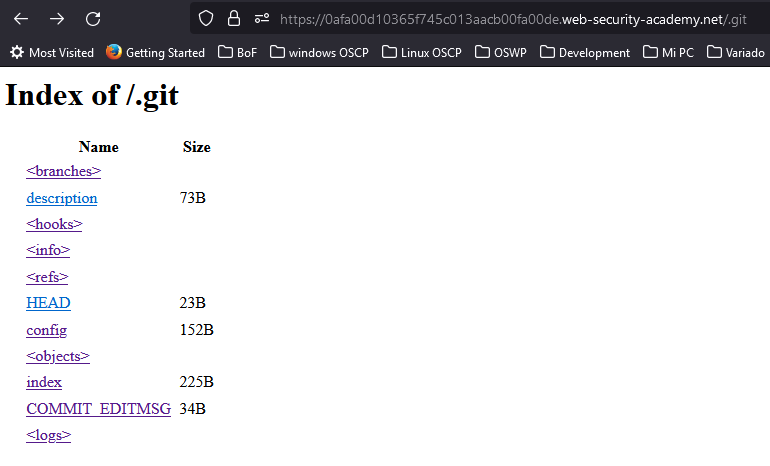 https://0afa00d10365f745c013aacb00fa00de.web-security-academy.net/.git
Most Visited Getting Started BoF windows OSCP Linux OSCP OSWP Development Mi PC Variado
Index of /.git
Name Size
<branches>
description 73B
<hooks>
<info>
<refs>
HEAD 23B
config 152B
<objects>
index 225B
COMMIT_EDITMSG 34B
<logs>